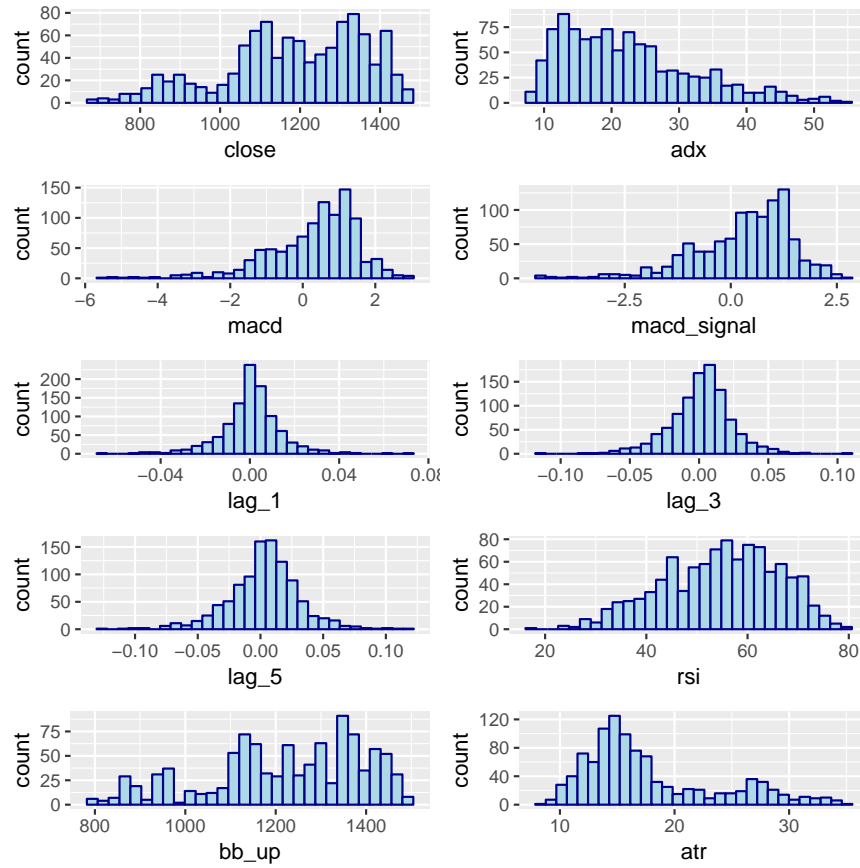 80
60
40
20
0
count
800 1000 1200 1400
close
75
50
25
0
count
10 20 30 40 50
adx
150
100
50
0
count
−6 −4 −2 0 2
macd
100
50
0
count
−2.5 0.0 2.5
macd_signal
200
150
100
50
0
count
−0.04 0.00 0.04 0.08
lag_1
150
100
50
0
count
−0.10 −0.05 0.00 0.05 0.10
lag_3
150
100
50
0
count
−0.10 −0.05 0.00 0.05 0.10
lag_5
80
60
40
20
0
count
20 40 60 80
rsi
75
50
25
0
count
800 1000 1200 1400
bb_up
120
80
40
0
count
10 20 30
atr